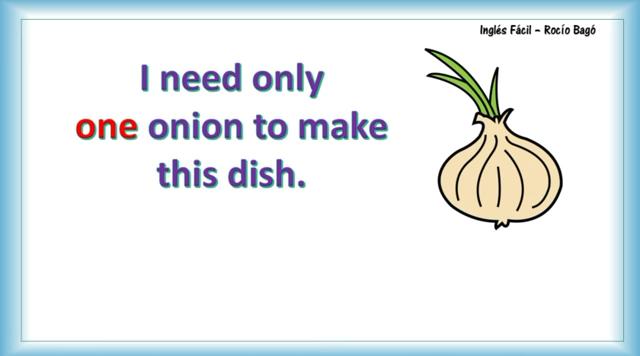 Inglés Fácil – Rocío Bagó
I need only
one onion to make
this dish.